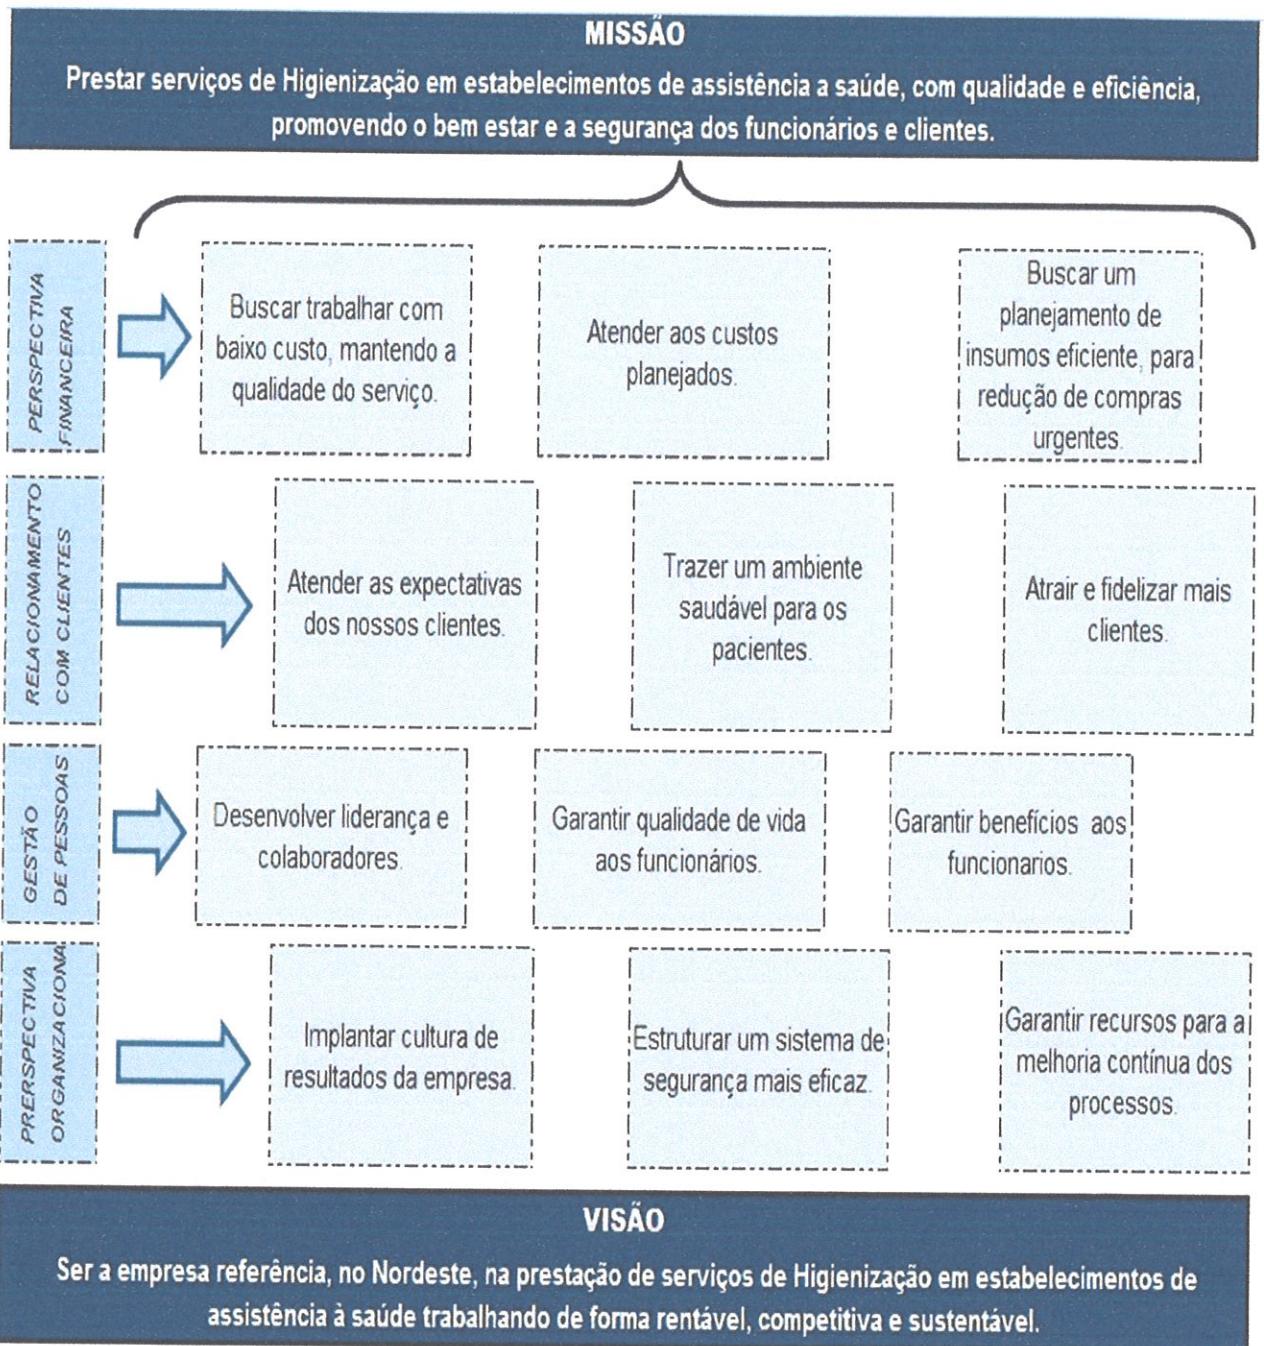 MISSÃO
Prestar serviços de Higienização em estabelecimentos de assistência a saúde, com qualidade e eficiência,
promovendo o bem estar e a segurança dos funcionários e clientes.
PERSPECTIVA
FINANCEIRA
Buscar trabalhar com
baixo custo, mantendo a
qualidade do serviço.
Atender aos custos
planejados.
Buscar um
planejamento de
insumos eficiente, para
redução de compras
urgentes.
RELACIONAMENTO
COM CLIENTES
Atender as expectativas
dos nossos clientes.
Trazer um ambiente
saudável para os
pacientes.
Atrair e fidelizar mais
clientes.
GESTÃO
DE PESSOAS
Desenvolver liderança e
colaboradores.
Garantir qualidade de vida
aos funcionários.
Garantir benefícios aos
funcionarios.
PRERSPECTIVA
ORGANIZACIONA
Implantar cultura de
resultados da empresa.
Estruturar um sistema de
segurança mais eficaz.
Garantir recursos para a
melhoria contínua dos
processos.
VISÃO
Ser a empresa referência, no Nordeste, na prestação de serviços de Higienização em estabelecimentos de
assistência à saúde trabalhando de forma rentável, competitiva e sustentável.